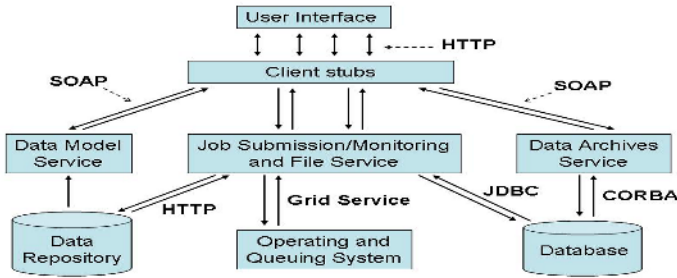 User Interface
HTTP
Client stubs
SOAP
SOAP
Data Model
Service
Job Submission/Monitoring
and File Service
Data Archives
Service
HTTP
Grid Service
JDBC
CORBA
Data
Repository
Operating and
Queuing System
Database